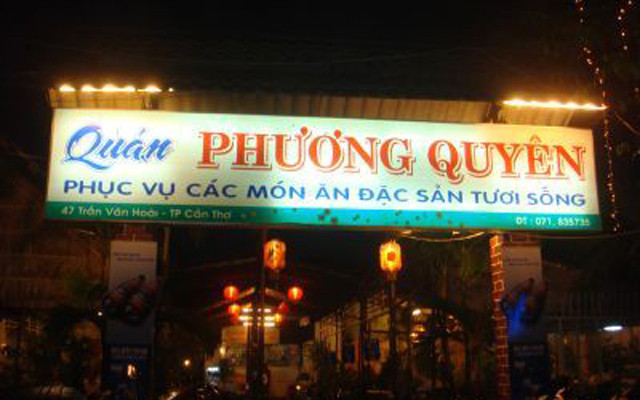 Quán PHƯƠNG QUYÊN
PHỤC VỤ CÁC MÓN ĂN ĐẶC SẢN TƯƠI SỐNG
47 Trần Văn Hoài - TP Cần Thơ ĐT : 071. 835735